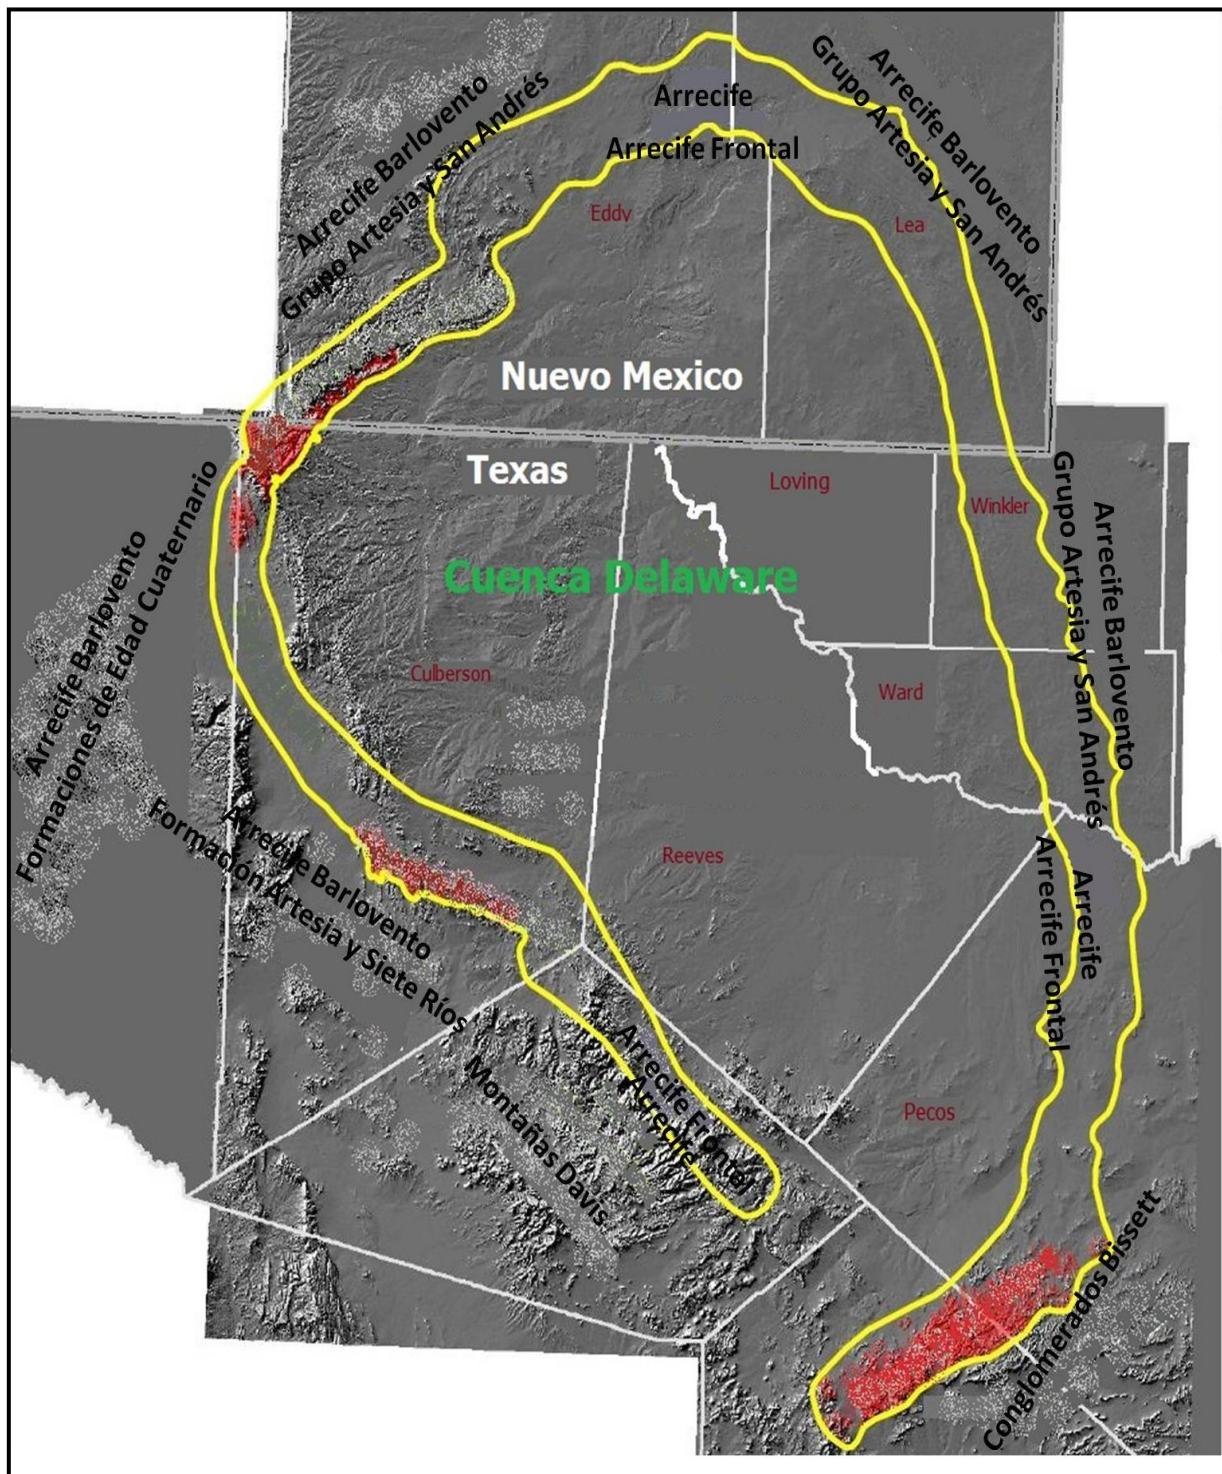 Arrecife Barlovento
Grupo Artesia y San Andrés
Arrecife
Arrecife Frontal
Arrecife Barlovento
Grupo Artesia y San Andrés
Eddy
Lea
Nuevo Mexico
Texas
Loving
Winkler
Cuenca Delaware
Arrecife Barlovento
Formaciones de Edad Cuaternario
Grupo Artesia y San Andrés
Arrecife Barlovento
Culberson
Ward
Arrecife Barlovento
Formación Artesia y Siete Ríos
Reeves
Arrecife Frontal
Arrecife
Arrecife Frontal
Arrecife
Montañas Davis
Pecos
Conglomerados Bissett